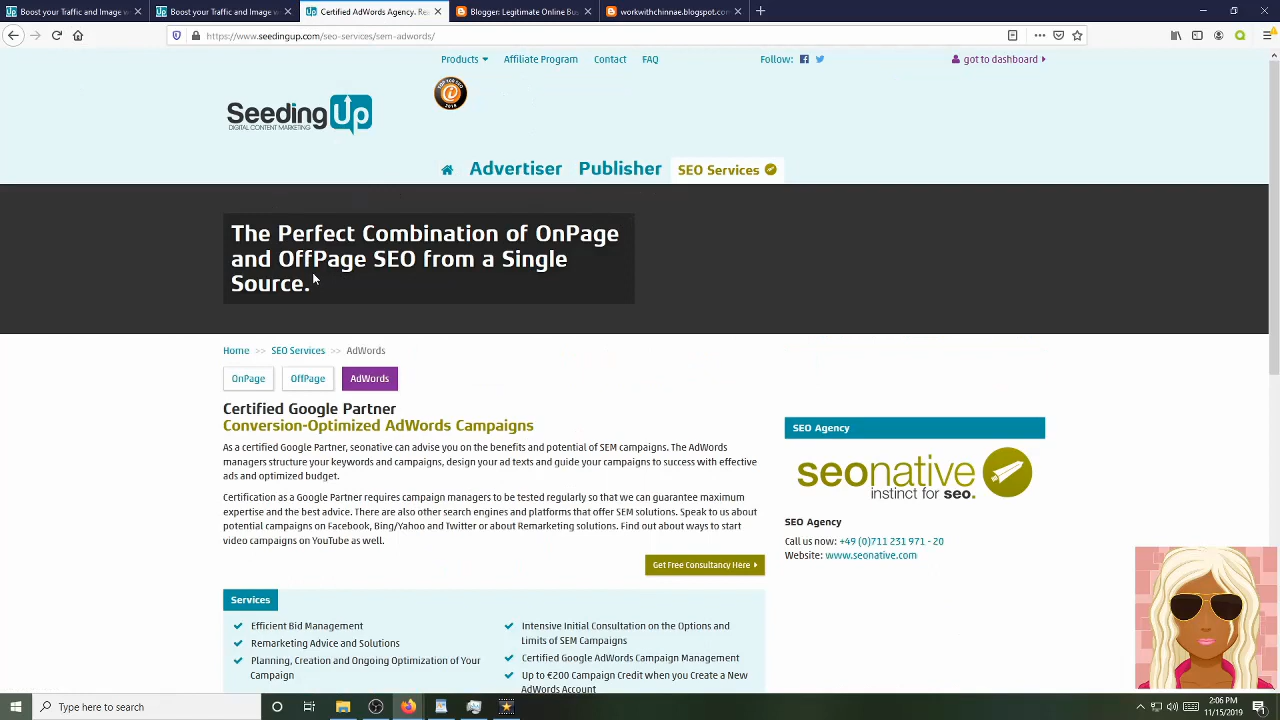 Boost your Traffic and Image w
Boost your Traffic and Image w
Certified AdWords Agency. Re
Blogger: Legitimate Online Bus
workwithchinnae.blogspot.com
https://www.seedingup.com/seo-services/sem-adwords/
Products Affiliate Program Contact FAQ Follow: got to dashboard
TOP 100 SEO
2016
SeedingUp
DIGITAL CONTENT MARKETING
Advertiser Publisher SEO Services
The Perfect Combination of OnPage
and OffPage SEO from a Single
Source.
Home >> SEO Services >> AdWords
OnPage OffPage AdWords
Certified Google Partner
Conversion-Optimized AdWords Campaigns
As a certified Google Partner, seonative can advise you on the benefits and potential of SEM campaigns. The AdWords
managers structure your keywords and campaigns, design your ad texts and guide your campaigns to success with effective
ads and optimized budget.
Certification as a Google Partner requires campaign managers to be tested regularly so that we can guarantee maximum
expertise and the best advice. There are also other search engines and platforms that offer SEM solutions. Speak to us about
potential campaigns on Facebook, Bing/Yahoo and Twitter or about Remarketing solutions. Find out about ways to start
video campaigns on YouTube as well.
Get Free Consultancy Here
SEO Agency
seonative
instinct for seo.
SEO Agency
Call us now: +49 (0)711 231 971 - 20
Website: www.seonative.com
Services
Efficient Bid Management
Remarketing Advice and Solutions
Planning, Creation and Ongoing Optimization of Your
Campaign
Intensive Initial Consultation on the Options and
Limits of SEM Campaigns
Certified Google AdWords Campaign Management
Up to €200 Campaign Credit when you Create a New
AdWords Account
Type here to search
2:06 PM
11/15/2019